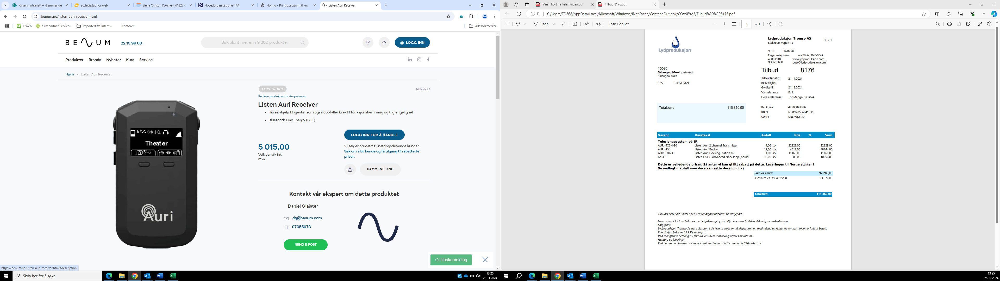 Kirkens intranett – Hjemmeside
ecclesia.tab for web
Elena Christin Kokslien, 412277
Hovedorganisasjonen KA
Høring - Prinsippspørsmål knyt
Listen Auri Receiver
benum.no/listen-auri-receiver.html
IDWeb
Kirkepartner Service...
Importert fra Intern...
Kontorer
Alle bokmerker
BENUM
22 13 99 00
Søk blant mer enn 9 200 produkter
LOGG INN
Produkter Brands Nyheter Kurs Service
Hjem › Listen Auri Receiver
AMPETRONIC
AURI-RX1
Se flere produkter fra Ampetronic
Listen Auri Receiver
• Hørselshjelp til gjester som også oppfyller krav til funksjonshemming og tilgjengelighet
• Bluetooth Low Energy (BLE)
6:55 HQ
Theater
Auri
LOGG INN FOR Å HANDLE
5 015,00
Veil. per stk inkl.
mva.
Vi selger primært til næringsdrivende kunder.
Søk om å bli kunde og få tilgang til rabatterte
priser.
SAMMENLIGNE
Kontakt vår ekspert om dette produktet
Daniel Glaister
dg@benum.com
97055978
SEND E-POST
Gi tilbakemelding
https://benum.no/listen-auri-receiver.html#description
Skriv her for å søke
13:25
25.11.2024
Veien bort fra teleslyngen.pdf
Tilbud 8176.pdf
Fil
C:/Users/TO368/AppData/Local/Microsoft/Windows/INetCache/Content.Outlook/CQV9E9A3/Tilbud%20%208176.pdf
Tegn
Spør Copilot
1 av 1
Lydproduksjon
Lydproduksjon Tromsø AS
1 / 1
Stakkevollvegen 15
9010 TROMSØ
Organisasjonsnr: no 989653695MVA
40001918 www.lydproduksjon.com
93375160 post@lydproduksjon.com
10090
Salangen Menighetsråd
Salangen Kirke
9355 SJØVEGAN
Tilbud 8176
Tilbudsdato: 21.11.2024
Rekvisisjon:
Gyldig til: 21.12.2024
Vår referanse: Eirik
Deres referanse: Tor Mangnus Østvik
Totalsum: 115 360,00
Bankgiro: 47506841336
IBAN NO1947506841336
SWIFT SNOWNO22
Varenr Varetekst Antall Pris % Sum
Teleslyngesystem på IR
AURI-TX2N-E0 Listen Auri 2 channel Transmitter 1,00 stk 22328,00 22328,00
AURI-RX1 Listen Auri Reciver 12,00 stk 4012,00 48144,00
AURI-D16-O Listen Auri Docking Station 16 1,00 stk 11160,00 11160,00
LA-438 Listen LA438 Advanced Neck loop (Adult) 12,00 stk 888,00 10656,00
Dette er veiledende priser. Så antar vi kan gi litt rabatt på dette. Leveringen til Norge starter i
Se vedlagt matriell som dere kan sette dere inn i :-)
Sum eks mva: 92 288,00
+ 25% m.v.a. av kr 92288 23 072,00
Totalsum: 115 360,00
Tilbudet skal ikke under noen omstendighet utleveres til tredjepart.
Hver utsendt faktura belastes med et fakturagebyr kr. 50,- eks. mva til delvis dekning av omkostninger.
Salgspant:
Lydproduksjon Tromsø As har salgspant i de leverte varer inntil kjøpesummen med tillegg av renter og omkostninger er fullt ut betalt.
Etter forfall belastes 12,25% rente p.a.
Ved manglende betaling av faktura vil videre innkreving utføres av Intrum.
Henting og levering:
Ved henting og levering av varer i ordinær åpningstid tilkommer kr 576,- eks. mva
13:25
25.11.2024